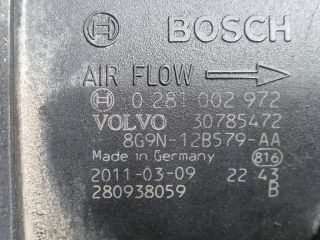 BOSCH
AIR FLOW
0 281 002 972
VOLVO 30785472
8G9N-12B579-AA
Made in Germany 816
2011-03-09 22 43
280938059 B